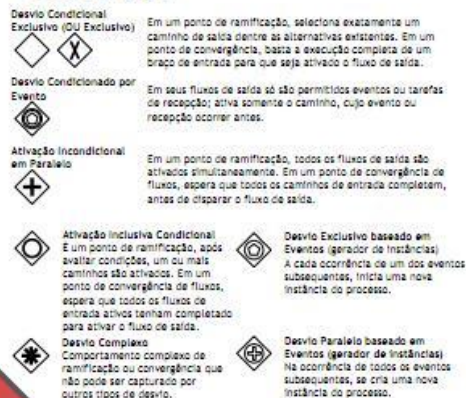 Desvio Condicional
Exclusivo (OU Exclusivo)
Em um ponto de ramificação, seleciona exatamente um
caminho de saída dentre as alternativas existentes. Em um
ponto de convergência, basta a execução completa de um
braço de entrada para que seja ativado o fluxo de saída.
Desvio Condicionado por
Evento
Em seus fluxos de saída só são permitidos eventos ou tarefas
de recepção; ativa somente o caminho, cujo evento ou
recepção ocorrer antes.
Ativação Incondicional
em Paralelo
Em um ponto de ramificação, todos os fluxos de saída são
ativados simultaneamente. Em um ponto de convergência de
fluxos, espera que todos os caminhos de entrada completem,
antes de disparar o fluxo de saída.
Ativação Inclusiva Condicional
É um ponto de ramificação, após
avaliar condições, um ou mais
caminhos são ativados. Em um
ponto de convergência de fluxos,
espera que todos os fluxos de
entrada ativos tenham completado
para ativar o fluxo de saída.
Desvio Exclusivo baseado em
Eventos (gerador de instâncias)
A cada ocorrência de um dos eventos
subsequentes, inicia uma nova
instância do processo.
Desvio Complexo
Comportamento complexo de
ramificação ou convergência que
não pode ser capturado por
outros tipos de desvio.
Desvio Paralelo baseado em
Eventos (gerador de instâncias)
Na ocorrência de todos os eventos
subsequentes, se cria uma nova
instância do processo.